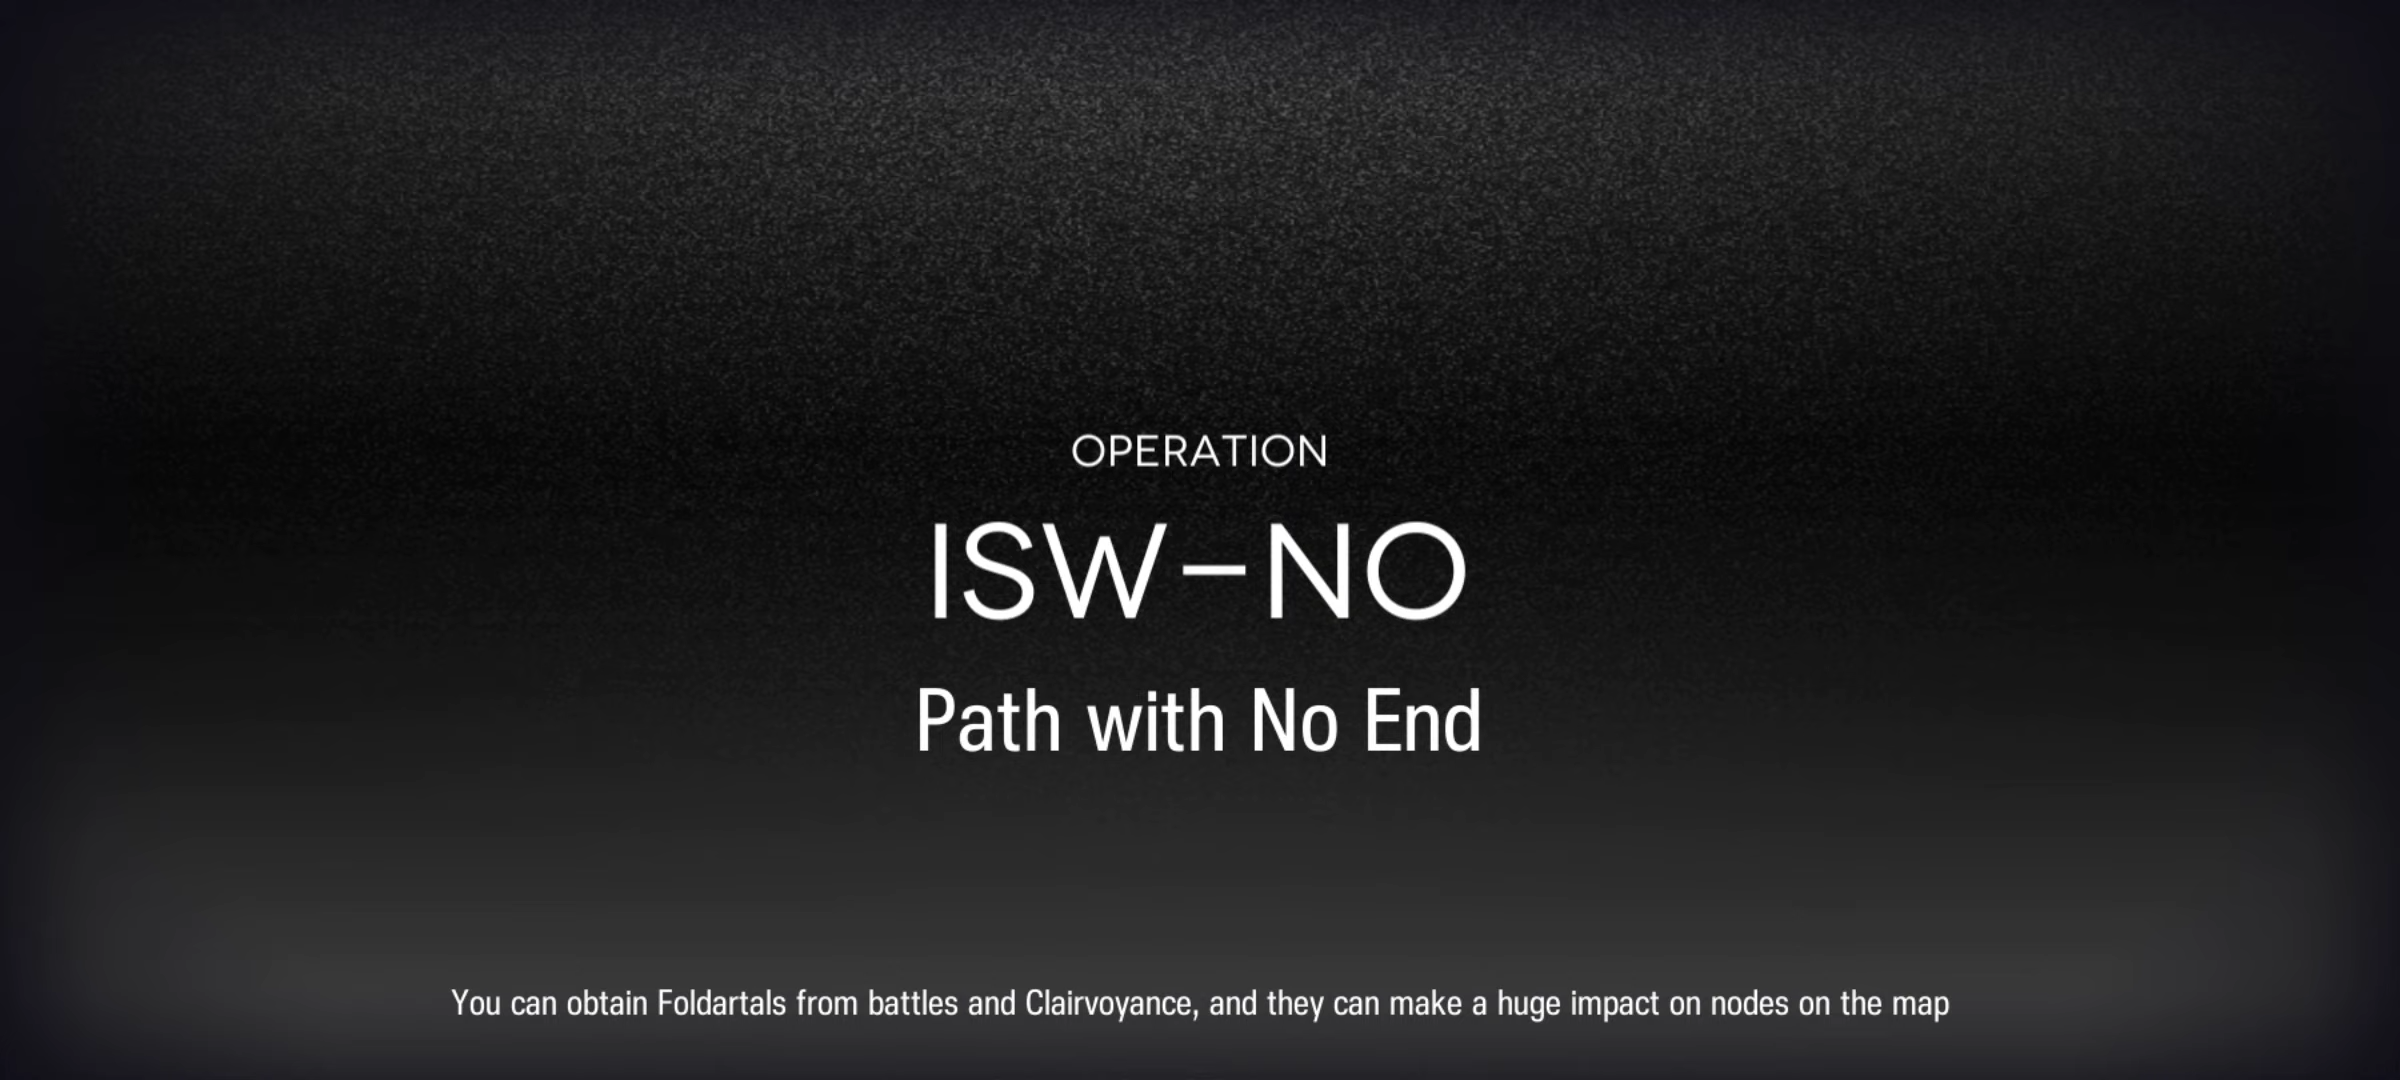 OPERATION
ISW-NO
Path with No End
You can obtain Foldartals from battles and Clairvoyance, and they can make a huge impact on nodes on the map